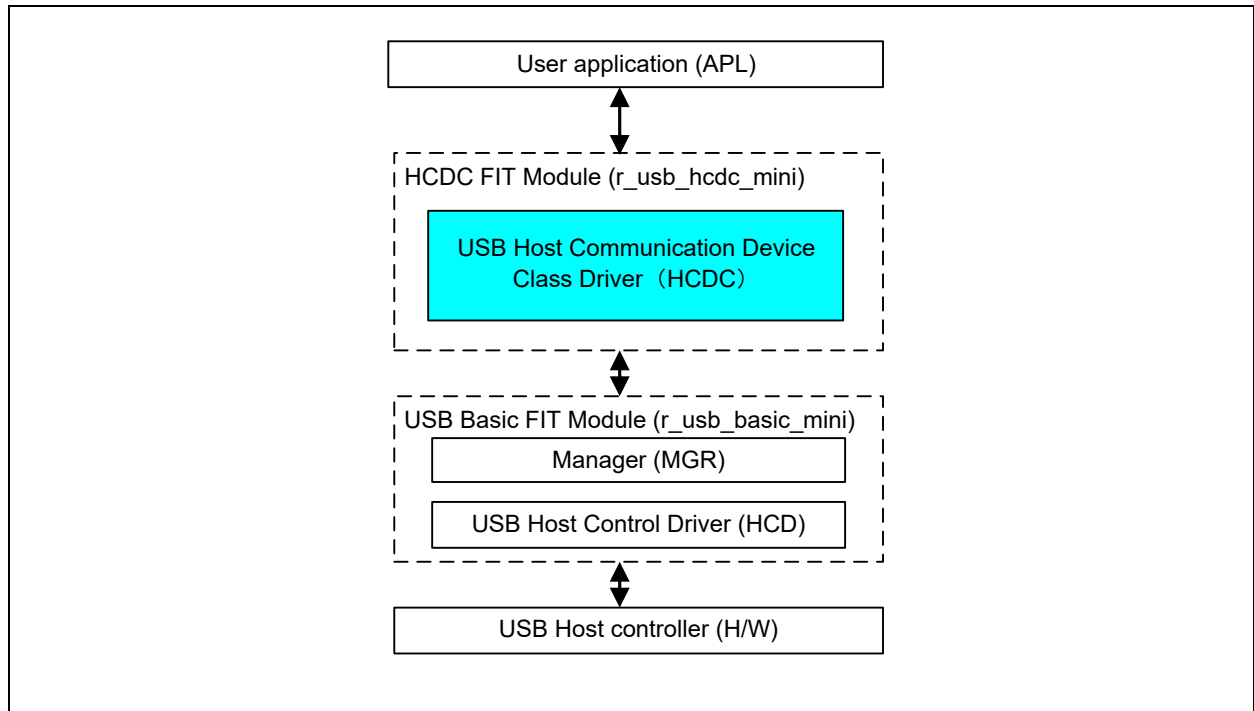 User application (APL)
HCDC FIT Module (r_usb_hcdc_mini)
USB Host Communication Device
Class Driver（HCDC）
USB Basic FIT Module (r_usb_basic_mini)
Manager (MGR)
USB Host Control Driver (HCD)
USB Host controller (H/W)